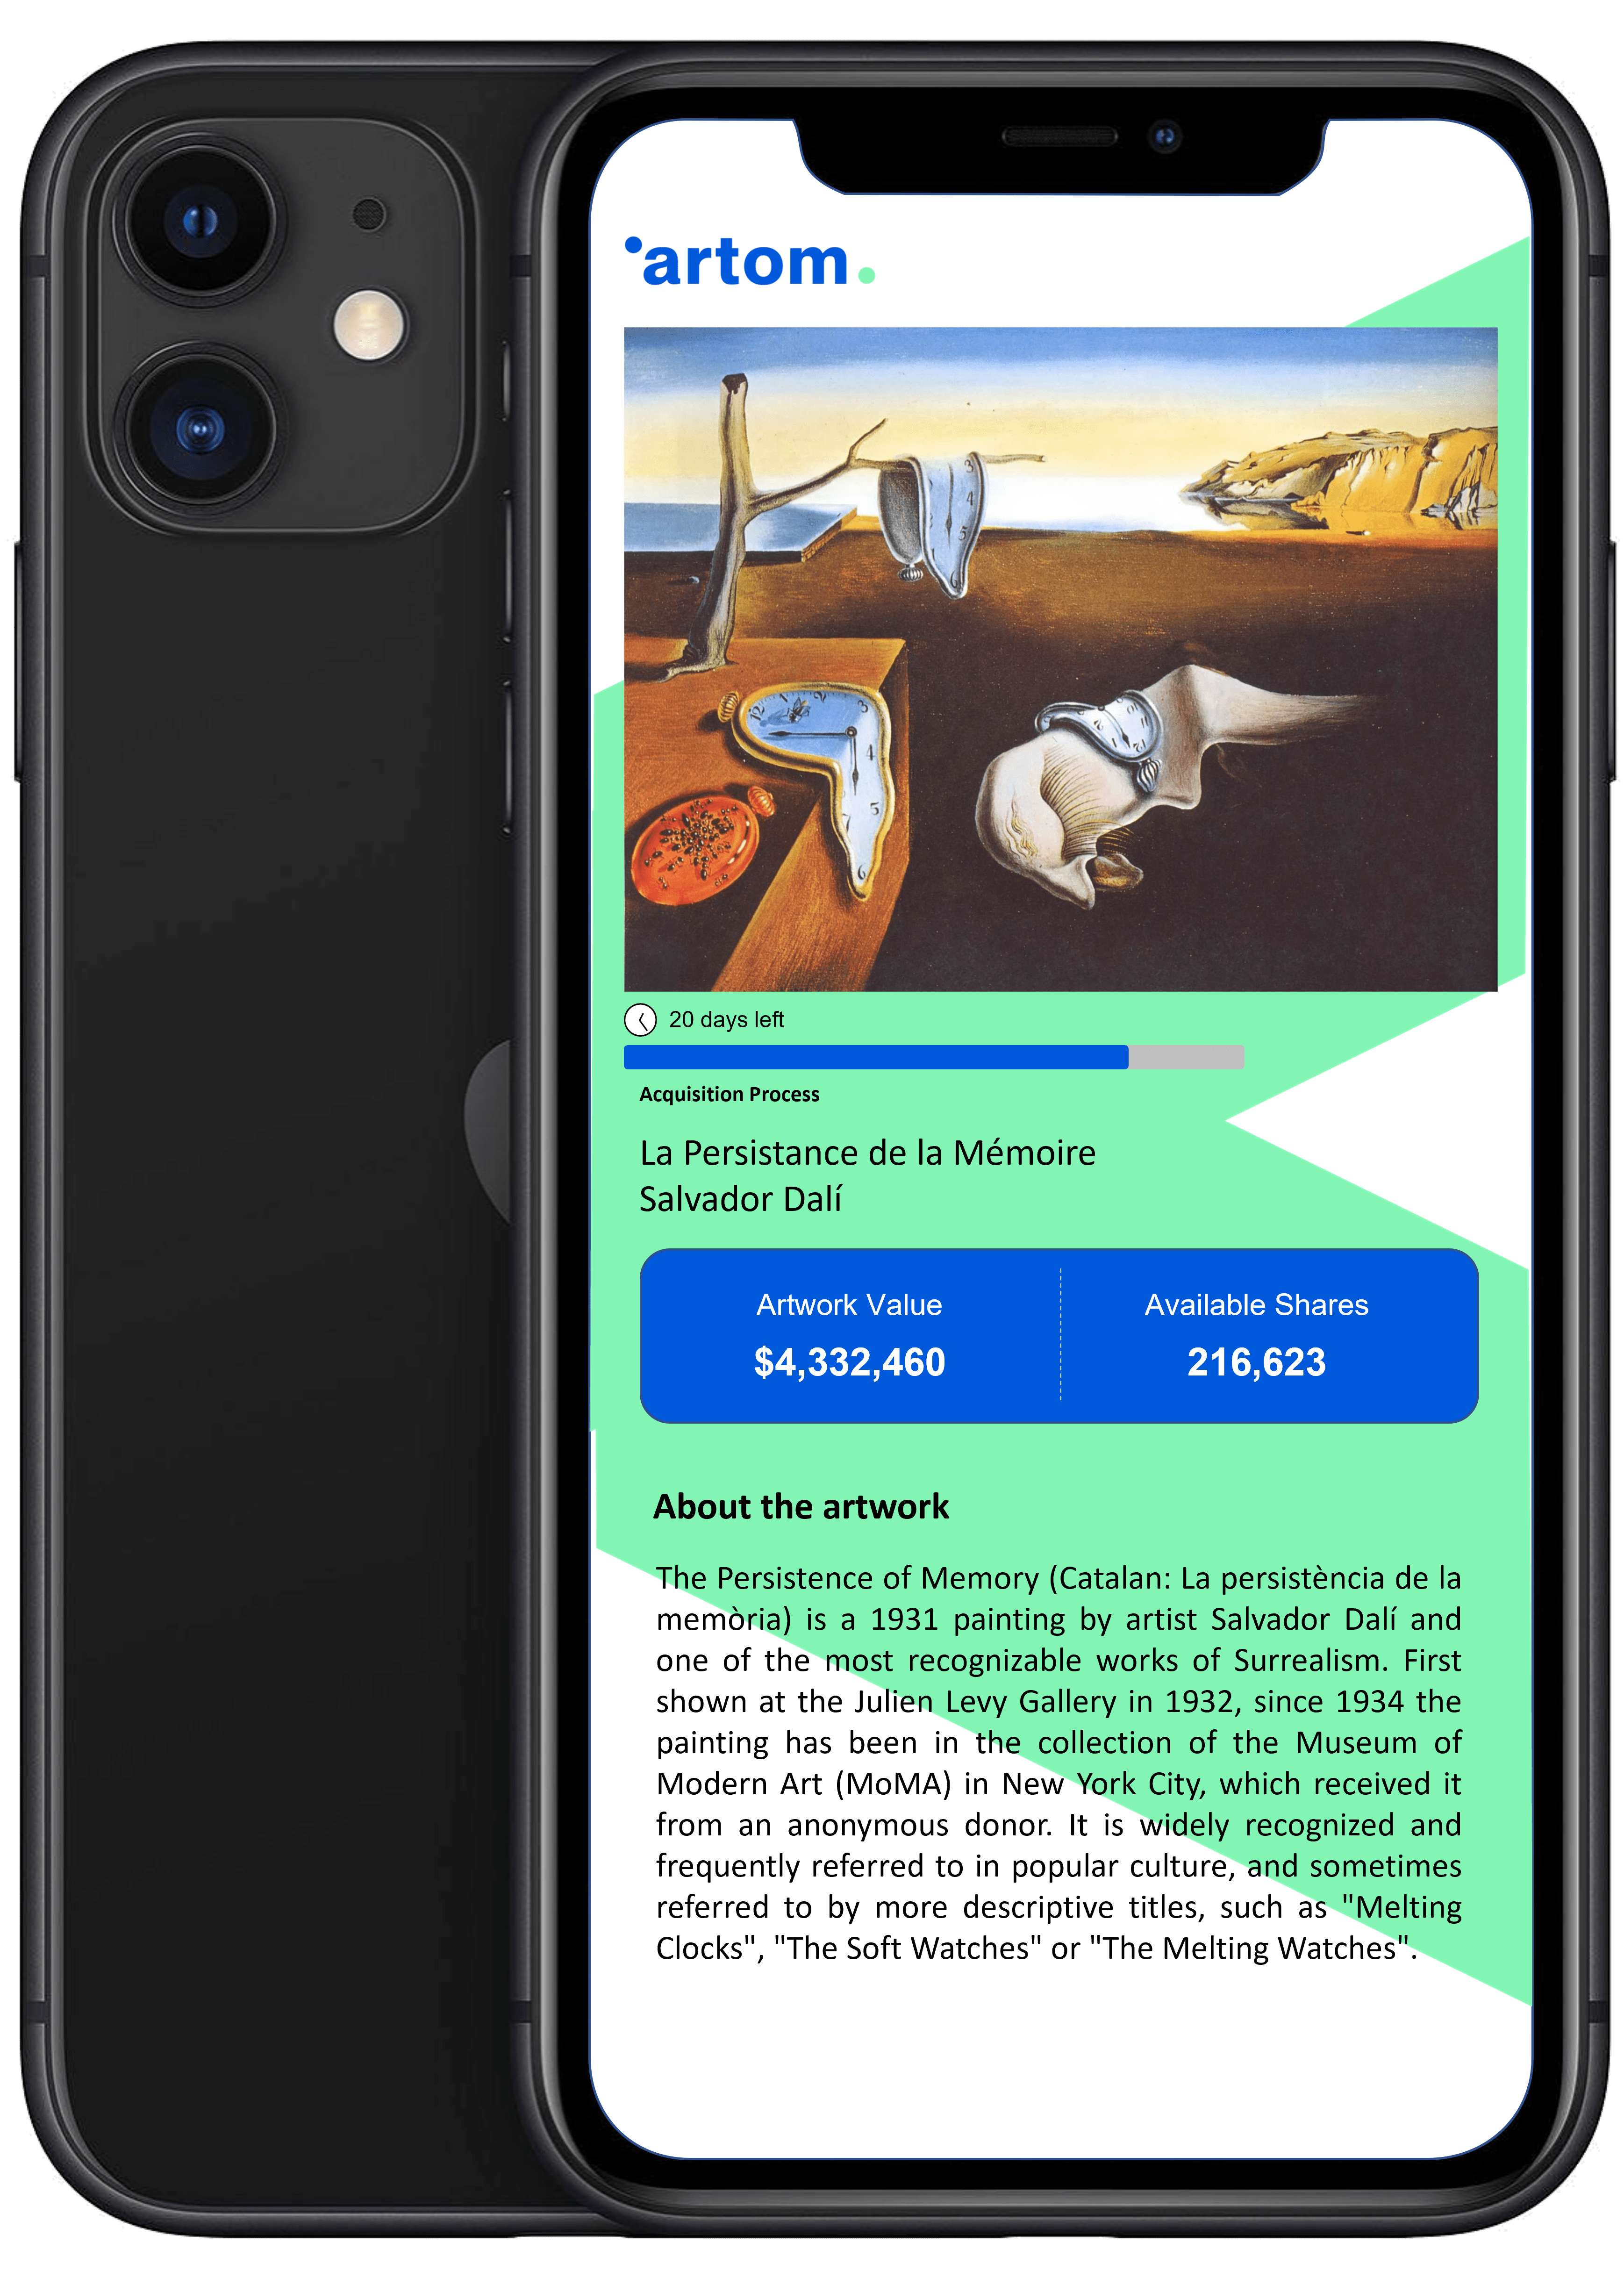 artom.
20 days left
Acquisition Process
La Persistance de la Mémoire
Salvador Dalí
Artwork Value
Available Shares
$4,332,460
216,623
About the artwork
The Persistence of Memory (Catalan: La persistència de la
memòria) is a 1931 painting by artist Salvador Dalí and
one of the most recognizable works of Surrealism. First
shown at the Julien Levy Gallery in 1932, since 1934 the
painting has been in the collection of the Museum of
Modern Art (MoMA) in New York City, which received it
from an anonymous donor. It is widely recognized and
frequently referred to in popular culture, and sometimes
referred to by more descriptive titles, such as "Melting
Clocks", "The Soft Watches" or "The Melting Watches".